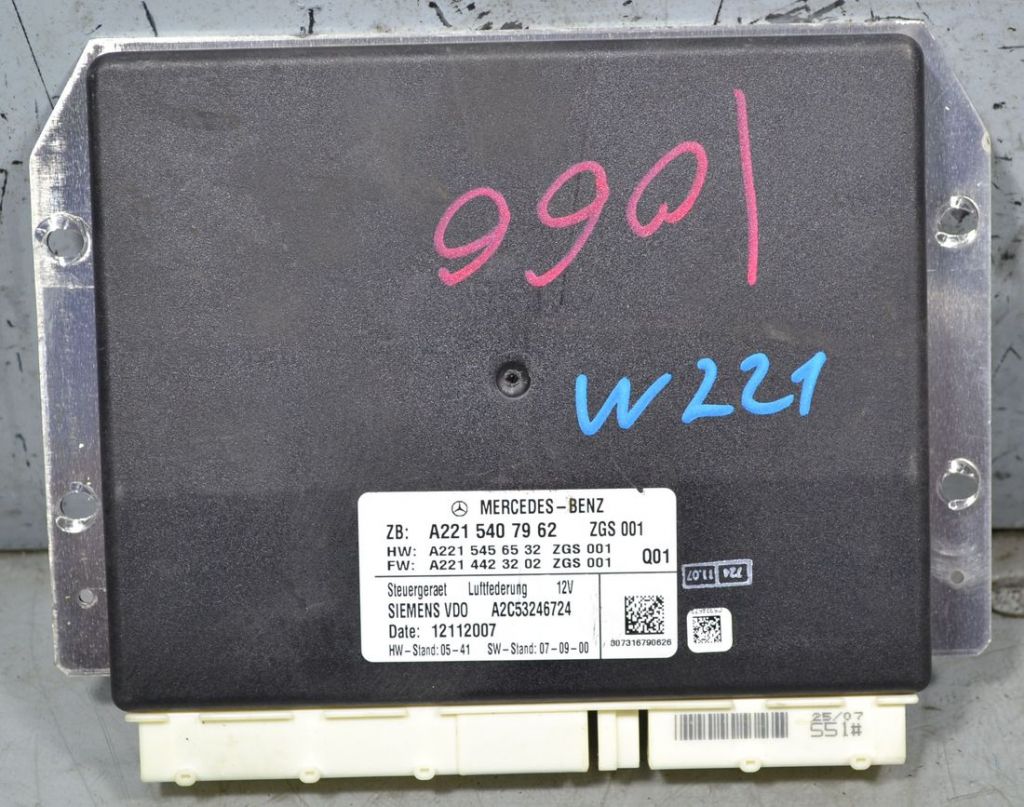 9901
W221
MERCEDES-BENZ
ZB: A221 540 79 62 ZGS 001
HW: A221 545 65 32 ZGS 001
FW: A221 442 32 02 ZGS 001 Q01
Steuergeraet Luftfederung 12V
SIEMENS VDO A2C53246724
Date: 12112007
HW-Stand: 05-41 SW-Stand: 07-09-00
807316790626
724 11.07
25/07
551#